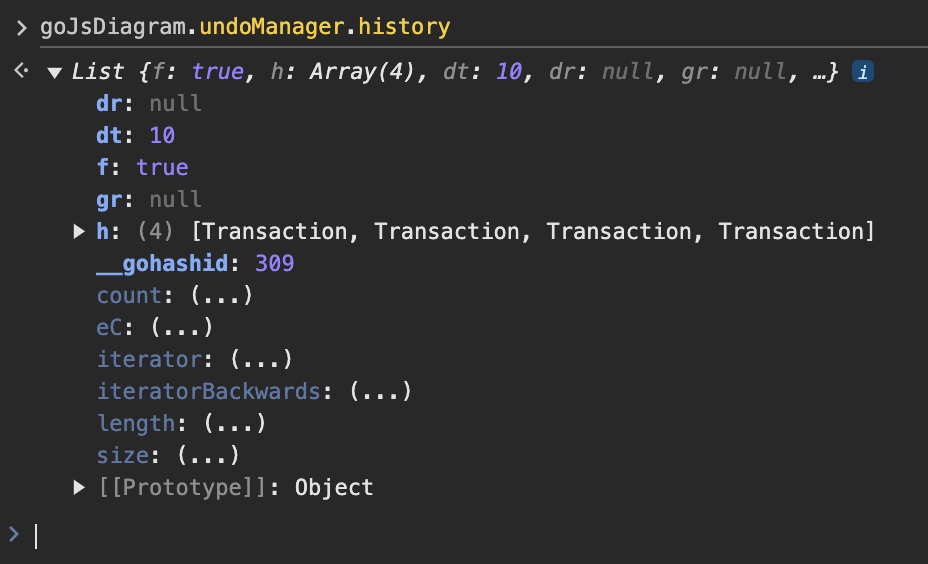 > goJsDiagram.undoManager.history
<· ▼ List {f: true, h: Array(4), dt: 10, dr: null, gr: null, …} i
dr: null
dt: 10
f: true
gr: null
▶ h: (4) [Transaction, Transaction, Transaction, Transaction]
__gohashid: 309
count: (...)
eC: (...)
iterator: (...)
iteratorBackwards: (...)
length: (...)
size: (...)
▶ [[Prototype]]: Object
>